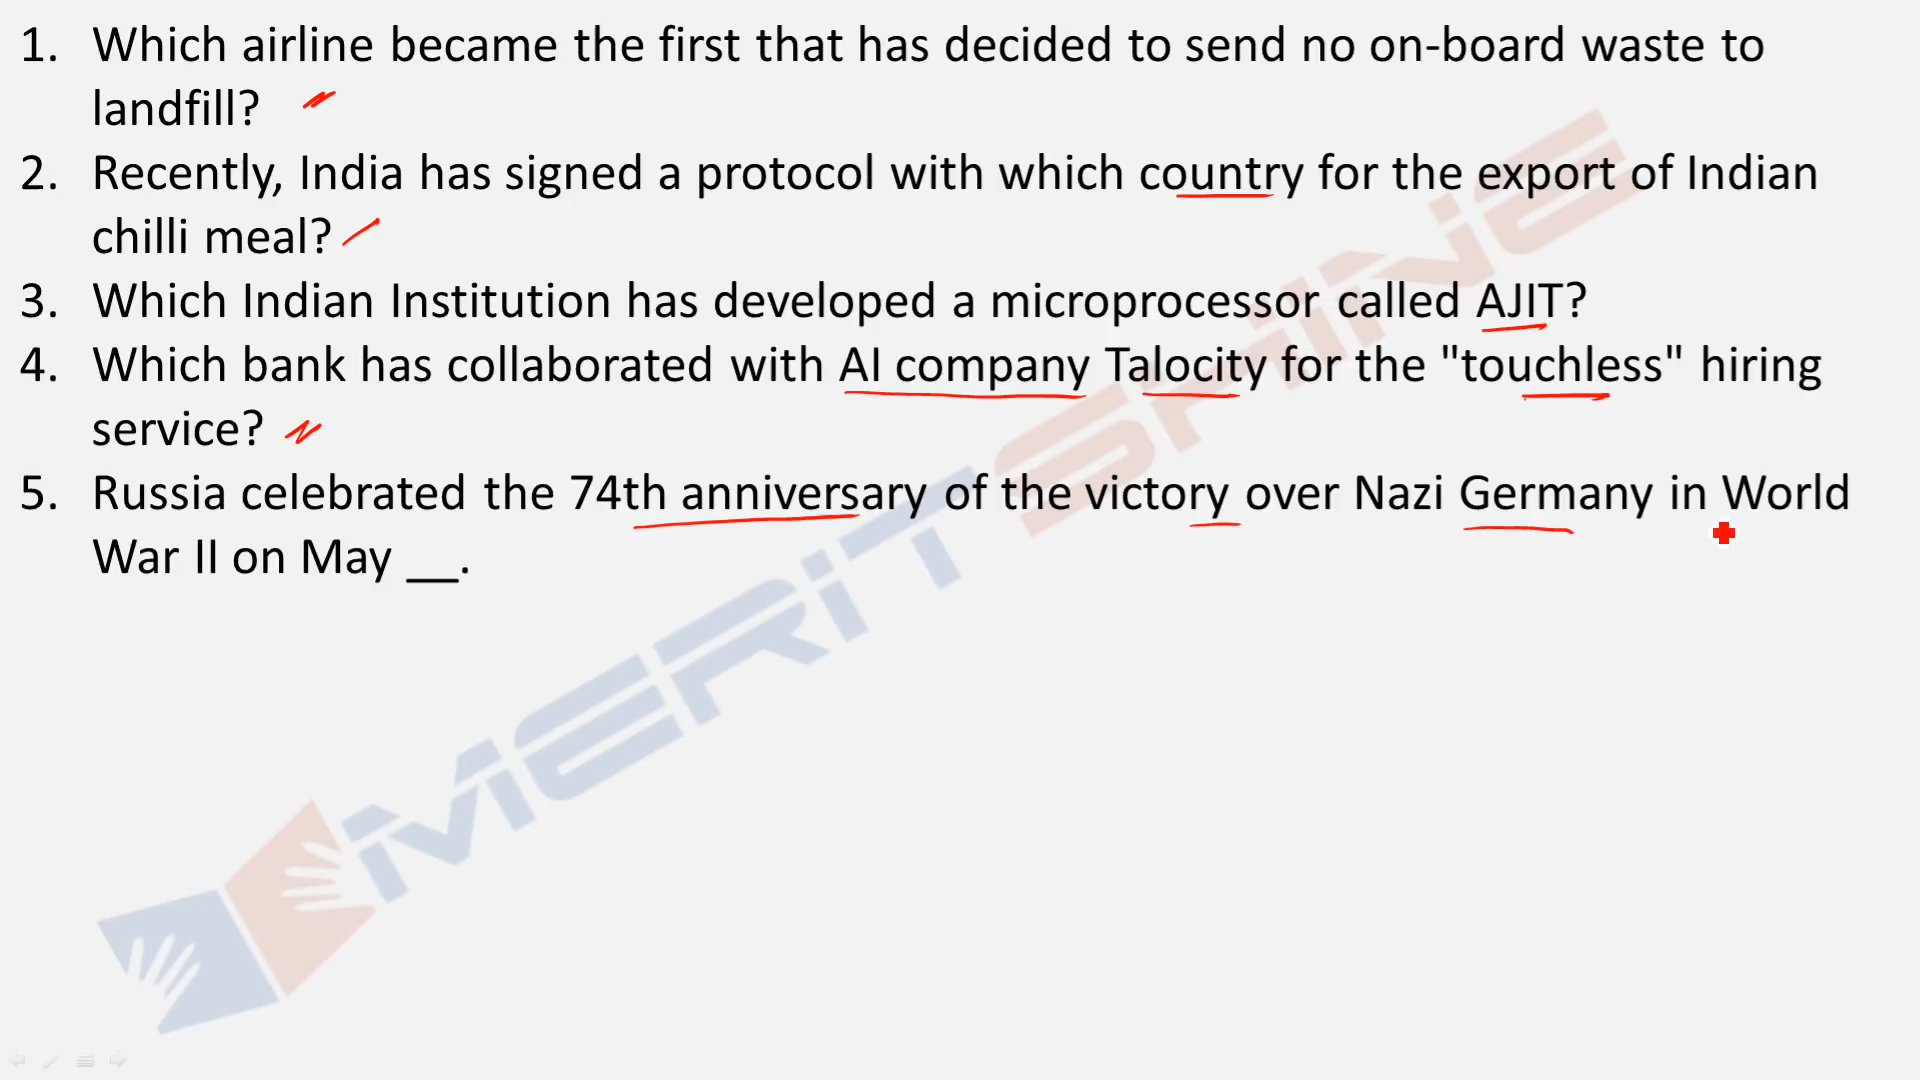 1. Which airline became the first that has decided to send no on-board waste to
landfill?
2. Recently, India has signed a protocol with which country for the export of Indian
chilli meal?
3. Which Indian Institution has developed a microprocessor called AJIT?
4. Which bank has collaborated with AI company Talocity for the "touchless" hiring
service?
5. Russia celebrated the 74th anniversary of the victory over Nazi Germany in World
War II on May __.
MERIT SHINE